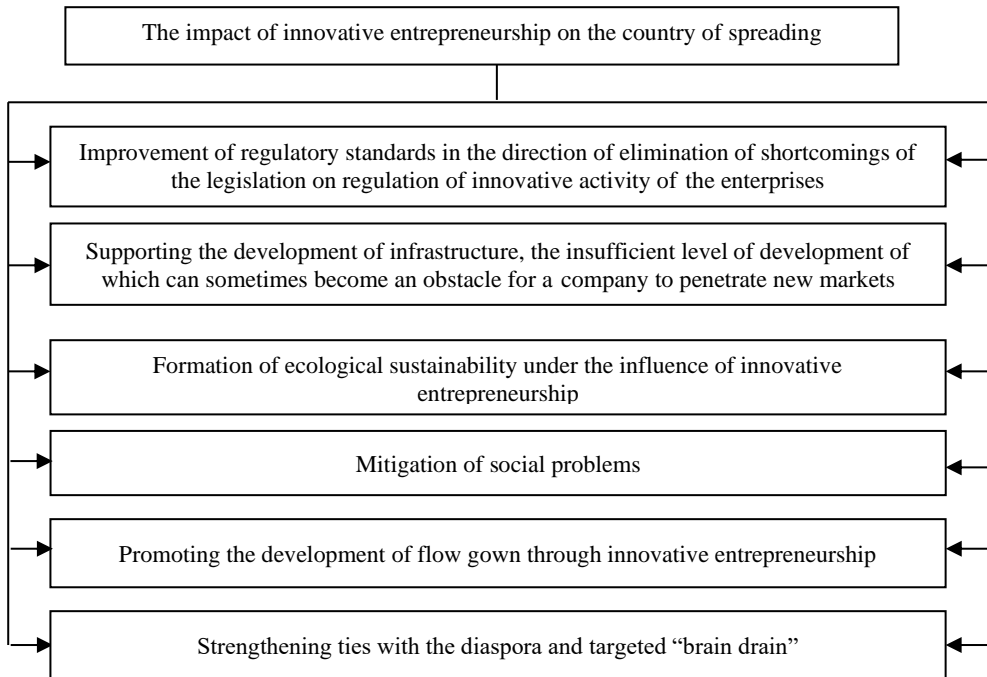 The impact of innovative entrepreneurship on the country of spreading
Improvement of regulatory standards in the direction of elimination of shortcomings of
the legislation on regulation of innovative activity of the enterprises
Supporting the development of infrastructure, the insufficient level of development of
which can sometimes become an obstacle for a company to penetrate new markets
Formation of ecological sustainability under the influence of innovative
entrepreneurship
Mitigation of social problems
Promoting the development of flow gown through innovative entrepreneurship
Strengthening ties with the diaspora and targeted “brain drain”